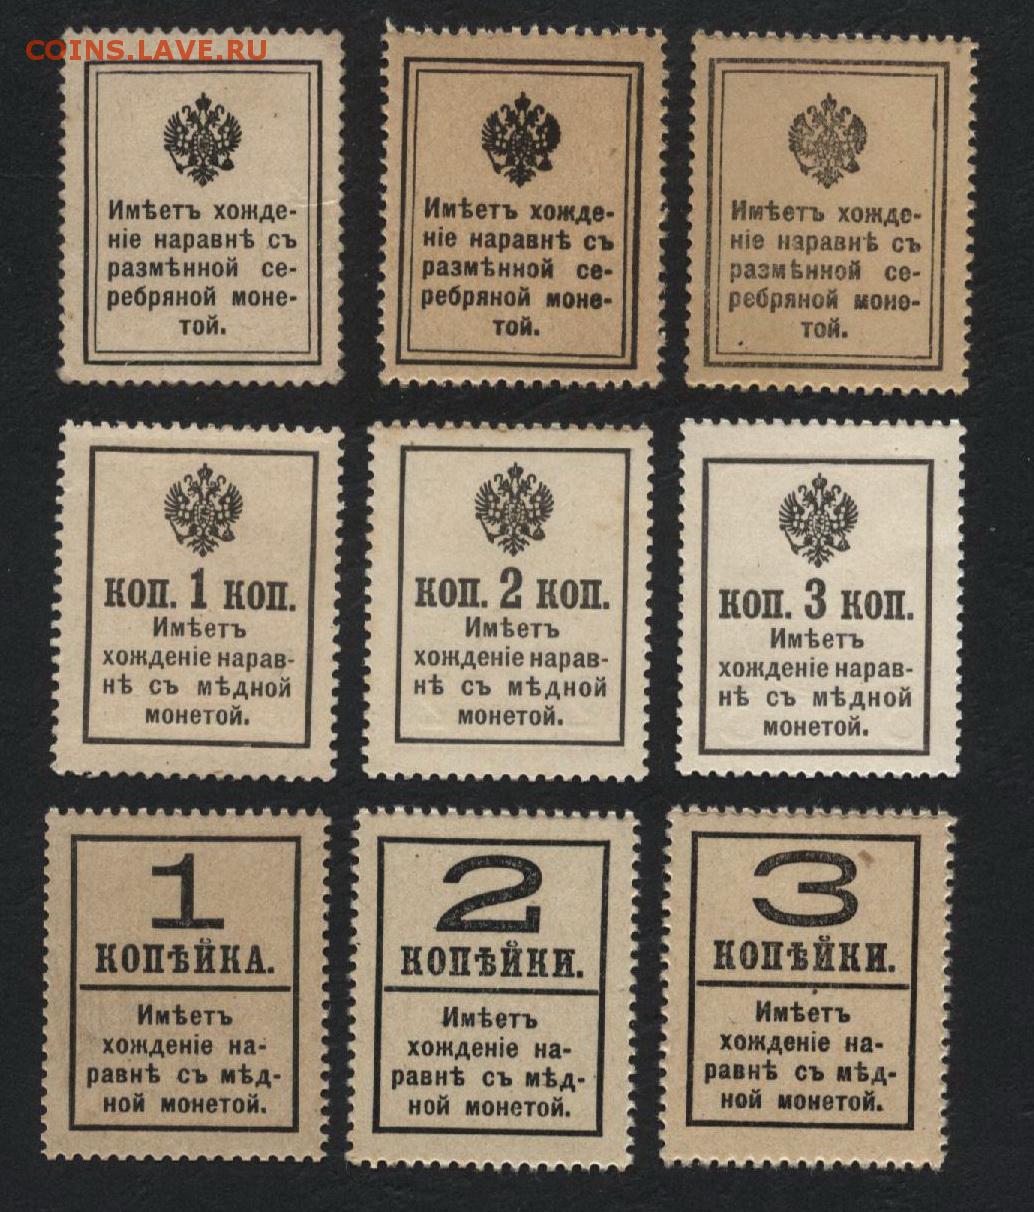 COINS.LAVE.RU
Имѣетъ хожде-
ніе наравнѣ съ
размѣнной се-
ребряной моне-
той.
Имѣетъ хожде-
ніе наравнѣ съ
размѣнной се-
ребряной моне-
той.
Имѣетъ хожде-
ніе наравнѣ съ
размѣнной се-
ребряной моне-
той.
КОП. 1 КОП.
Имѣетъ
хожденіе нарав-
нѣ съ мѣдной
монетой.
КОП. 2 КОП.
Имѣетъ
хожденіе нарав-
нѣ съ мѣдной
монетой.
КОП. 3 КОП.
Имѣетъ
хожденіе нарав-
нѣ съ мѣдной
монетой.
1
КОПѢЙКА.
Имѣетъ
хожденіе на-
равнѣ съ мѣд-
ной монетой.
2
КОПѢЙКИ.
Имѣетъ
хожденіе на-
равнѣ съ мѣд-
ной монетой.
3
КОПѢЙКИ.
Имѣетъ
хожденіе на-
равнѣ съ мѣд-
ной монетой.